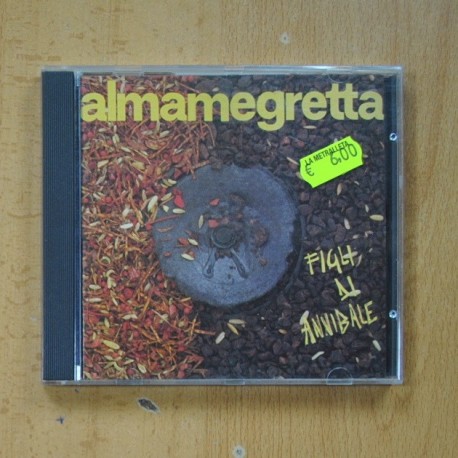 almamegretta
LA METRALLETA
€ 6.00
FIGLI
DI
ANNIBALE